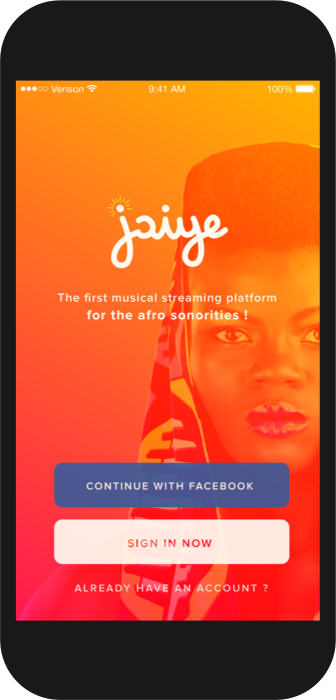 Verison 9:41 AM 100%
jaiye
The first musical streaming platform
for the afro sonorities !
CONTINUE WITH FACEBOOK
SIGN IN NOW
ALREADY HAVE AN ACCOUNT ?